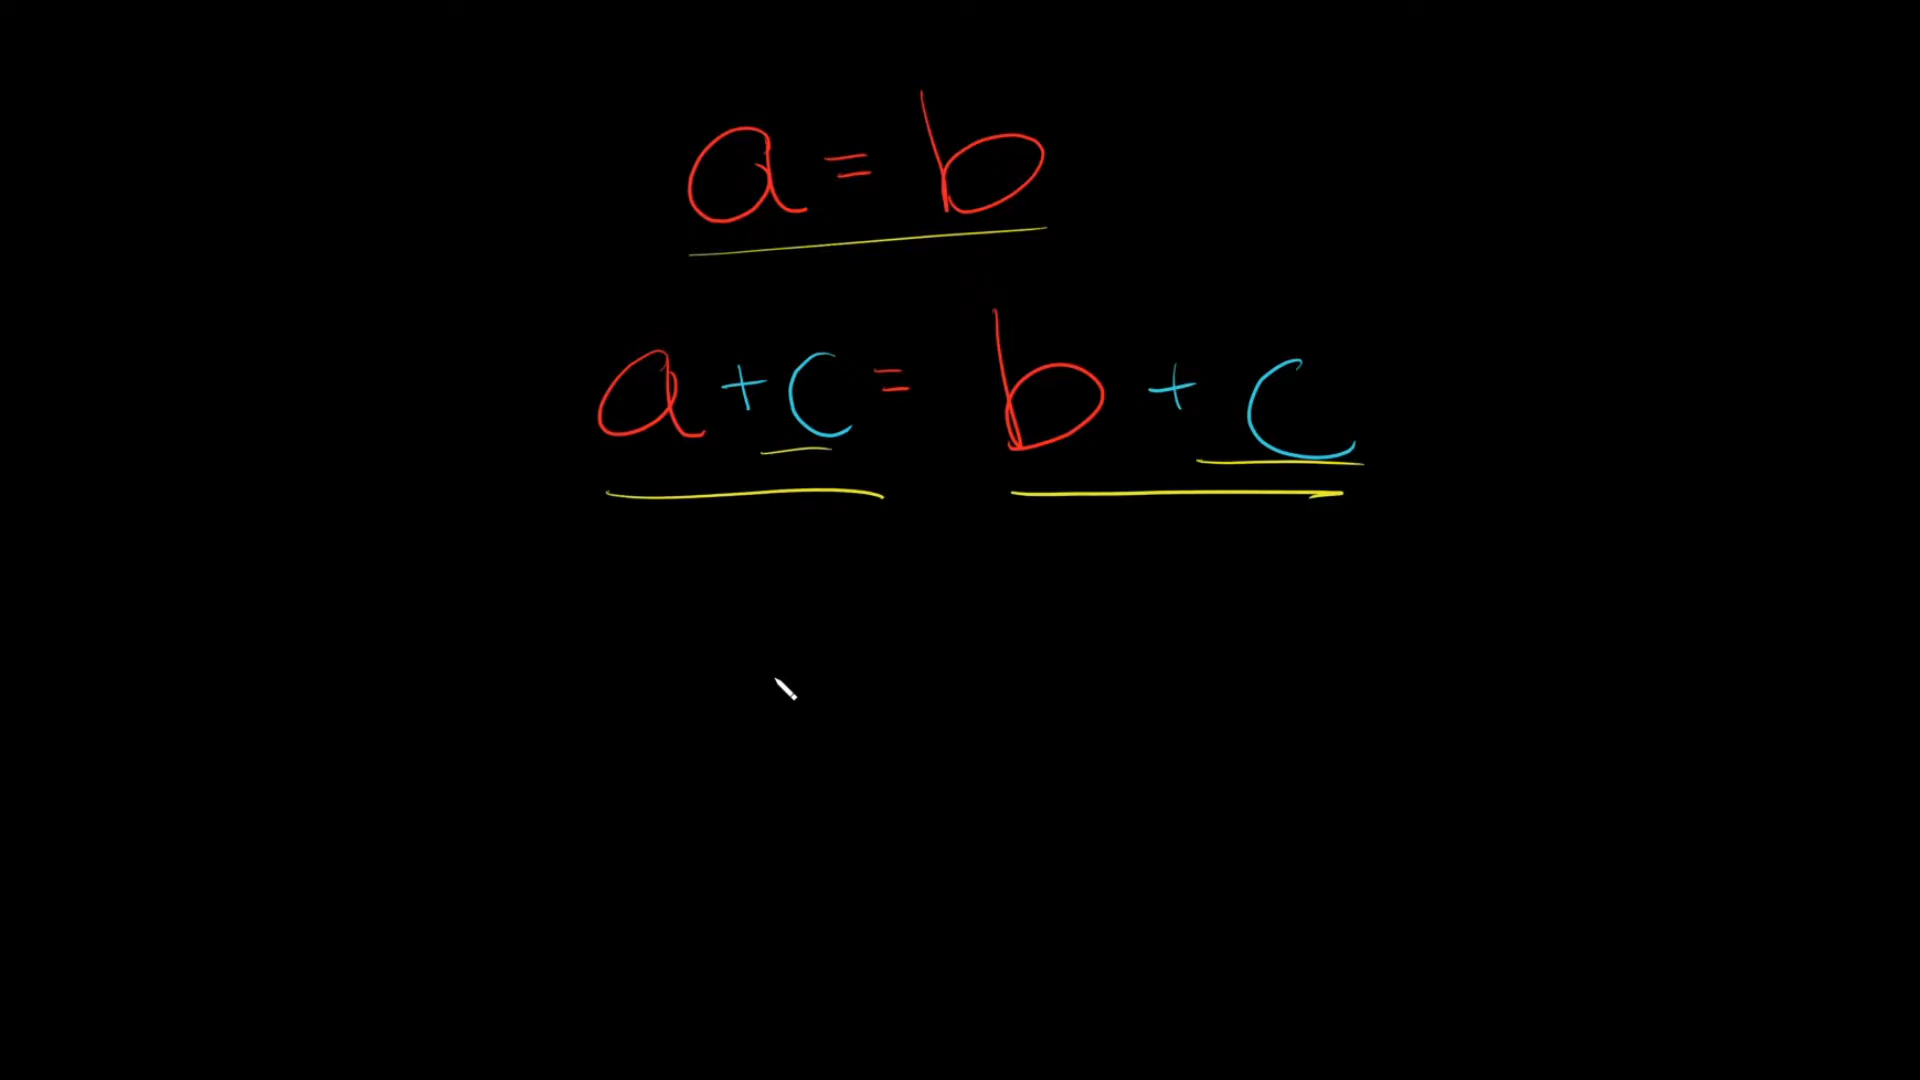 a = b
a + c = b + c